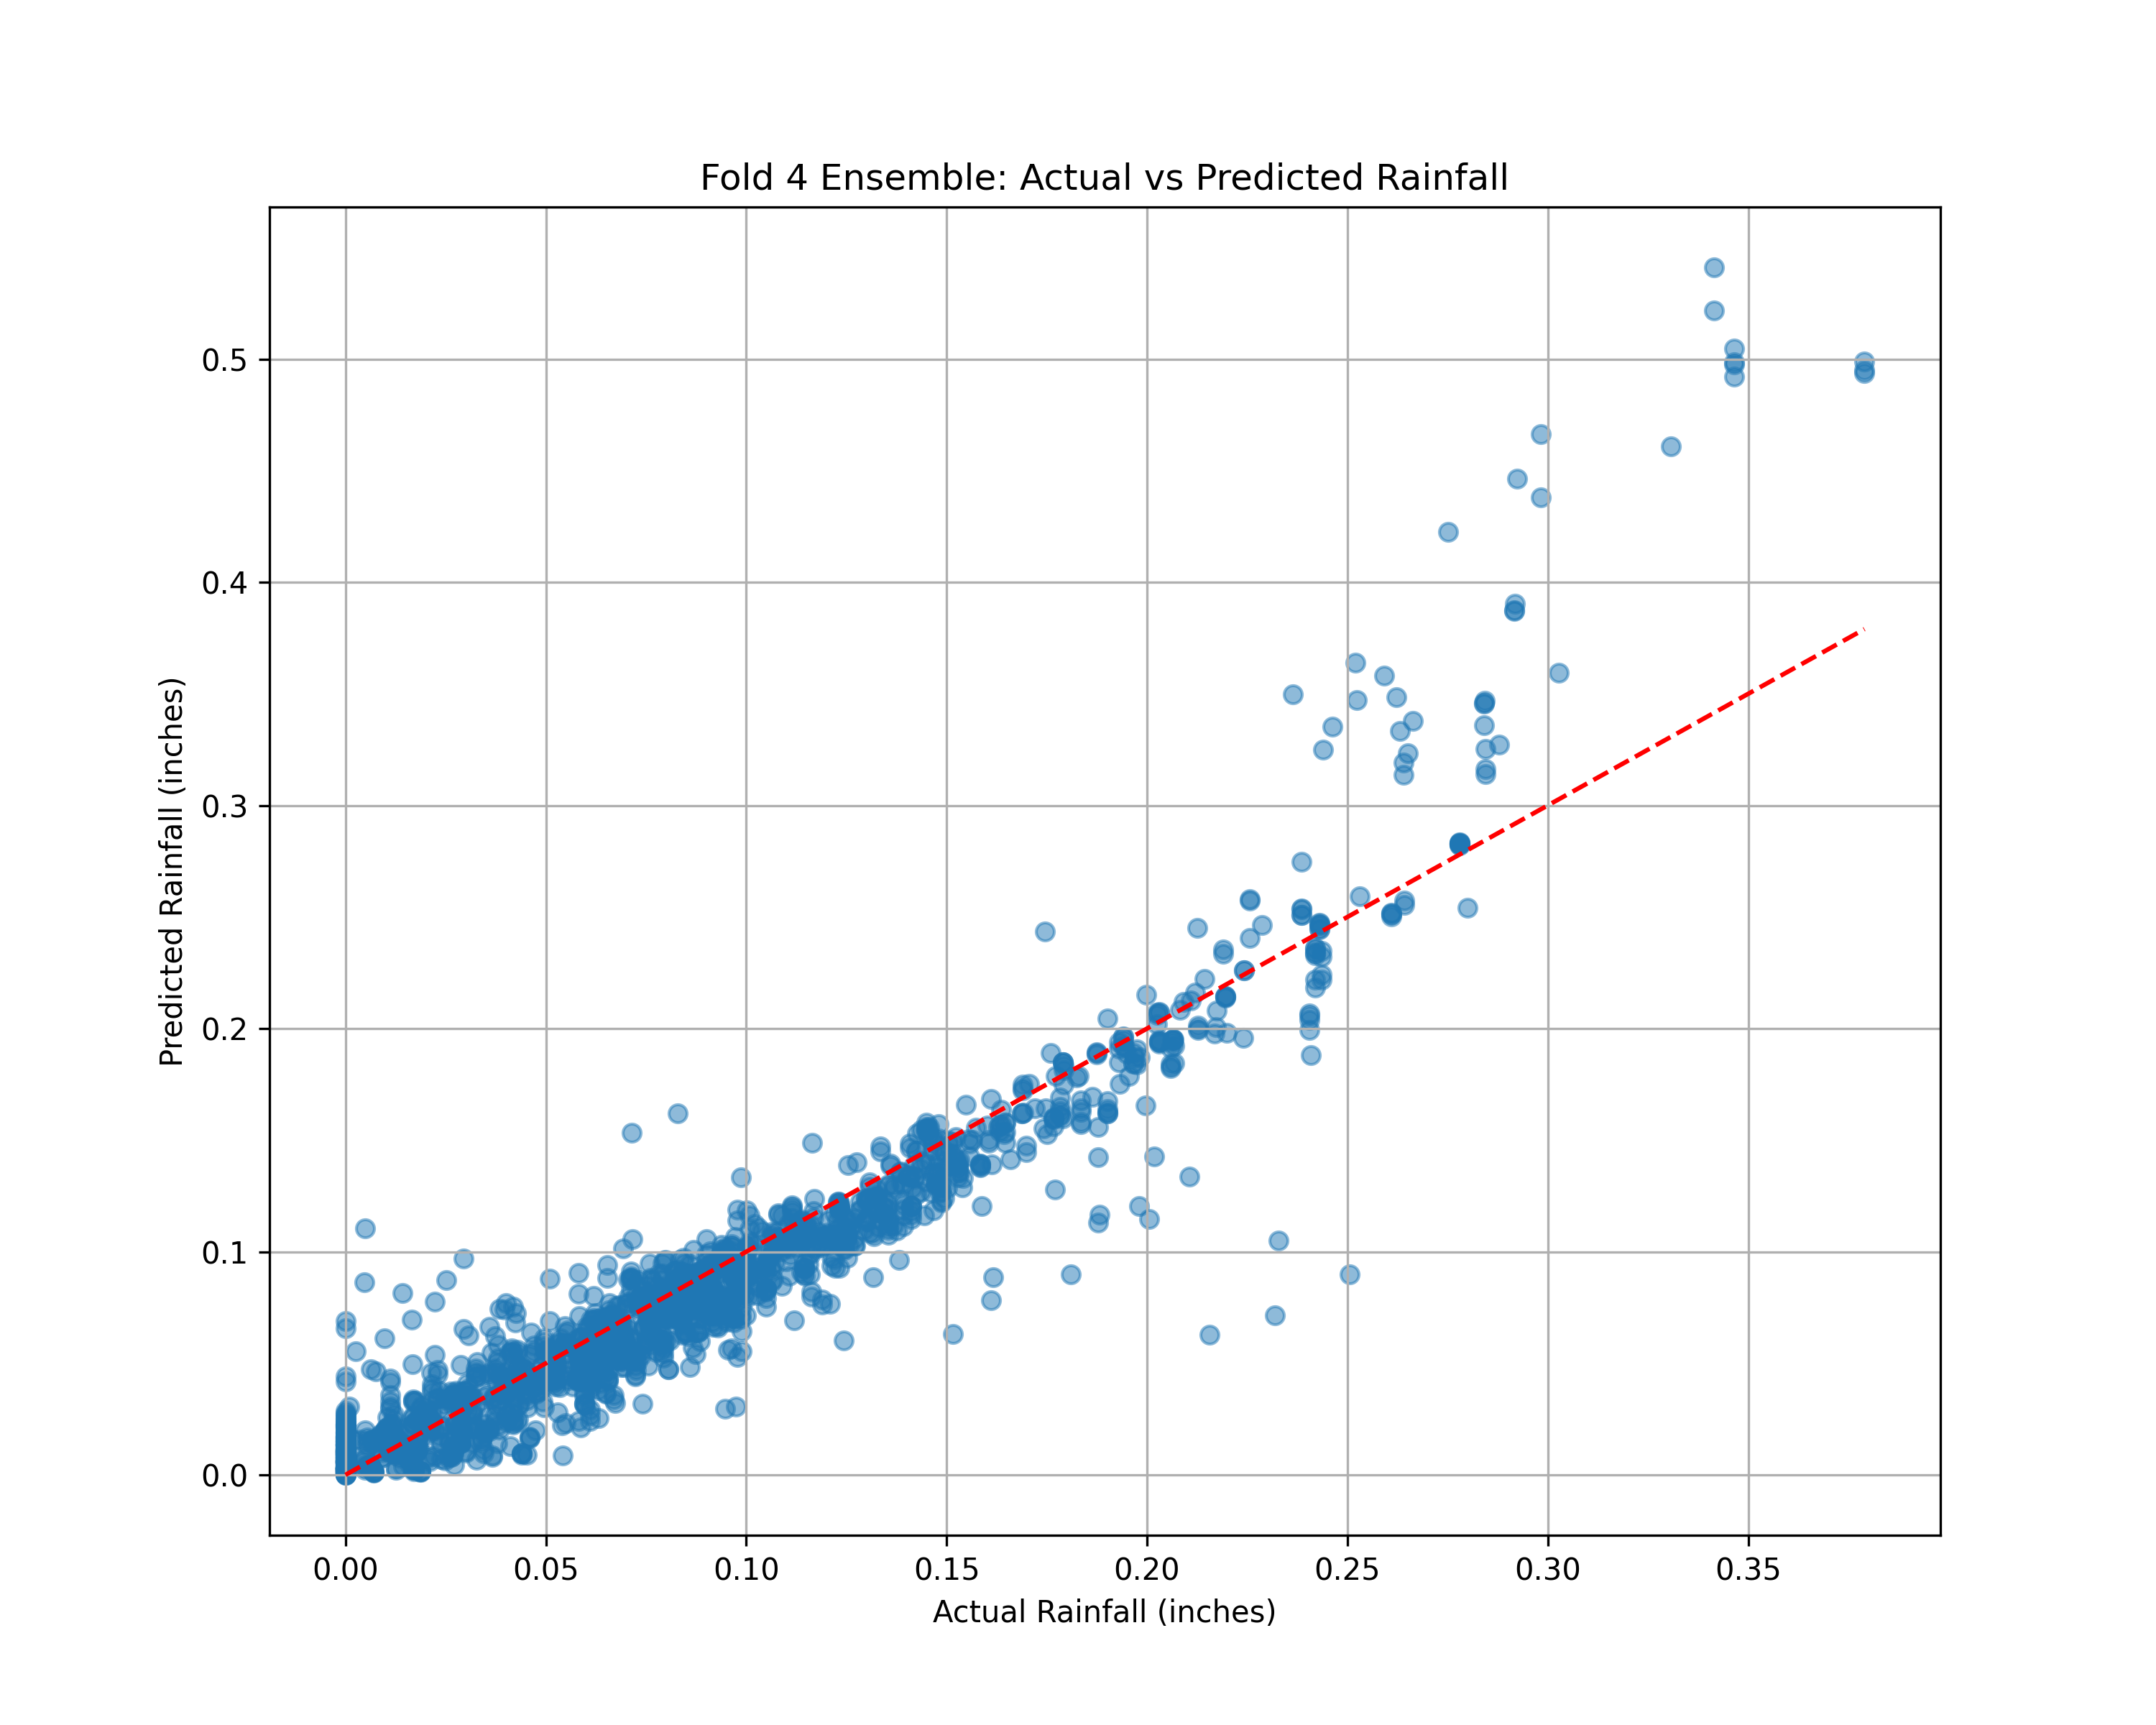 Fold 4 Ensemble: Actual vs Predicted Rainfall
Predicted Rainfall (inches)
0.5
0.4
0.3
0.2
0.1
0.0
0.00 0.05 0.10 0.15 0.20 0.25 0.30 0.35
Actual Rainfall (inches)